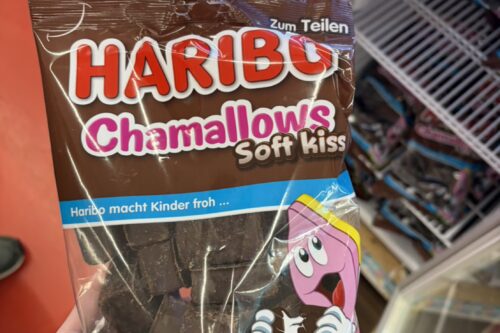 Zum Teilen
HARIBO
Chamallows
Soft kiss
Haribo macht Kinder froh ...